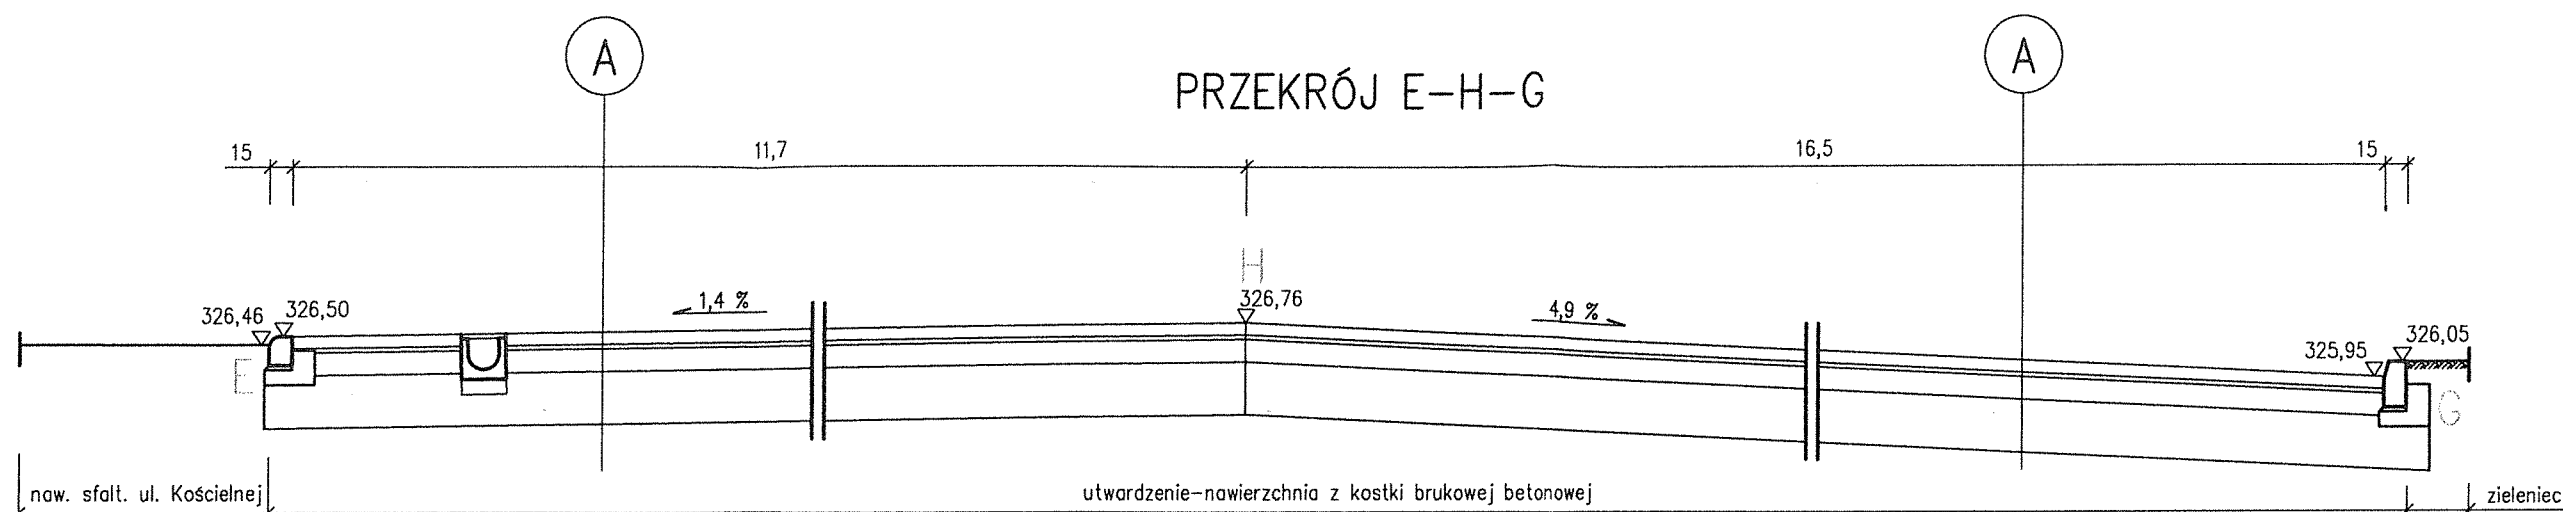 A
A
PRZEKRÓJ E-H-G
15
11,7
16,5
15
H
326,46
326,50
1,4 %
326,76
4,9 %
325,95
326,05
E
G
naw. sfalt. ul. Kościelnej
utwardzenie-nawierzchnia z kostki brukowej betonowej
zieleniec